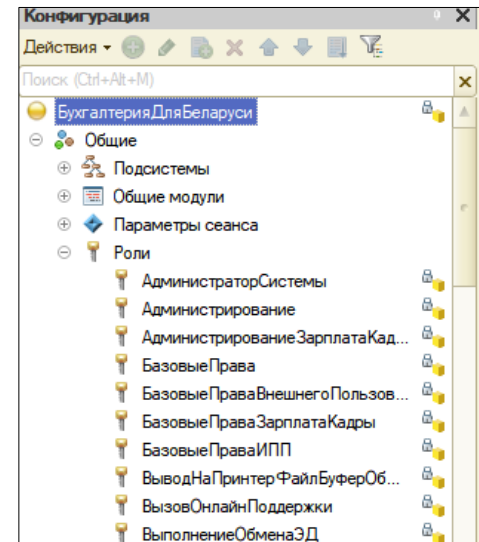 Конфигурация
Действия
Поиск (Ctrl+Alt+M)
БухгалтерияДляБеларуси
Общие
Подсистемы
Общие модули
Параметры сеанса
Роли
АдминистраторСистемы
Администрирование
АдминистрированиеЗарплатаКад...
БазовыеПрава
БазовыеПраваВнешнегоПользов...
БазовыеПраваЗарплатаКадры
БазовыеПраваИПП
ВыводНаПринтерФайлБуферОб...
ВызовОнлайнПоддержки
ВыполнениеОбменаЭД